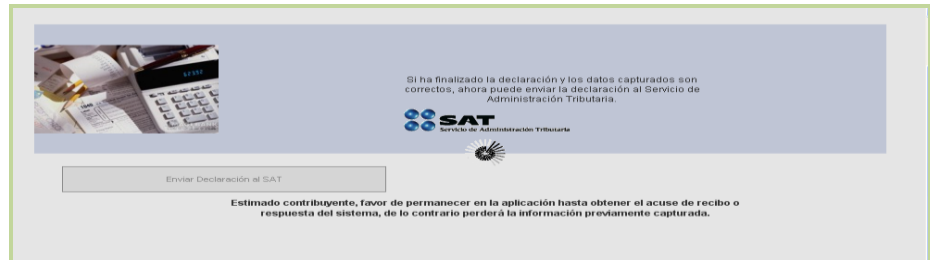 Si ha finalizado la declaración y los datos capturados son
correctos, ahora puede enviar la declaración al Servicio de
Administración Tributaria.
SAT
Servicio de Administración Tributaria
Enviar Declaración al SAT
Estimado contribuyente, favor de permanecer en la aplicación hasta obtener el acuse de recibo o
respuesta del sistema, de lo contrario perderá la información previamente capturada.